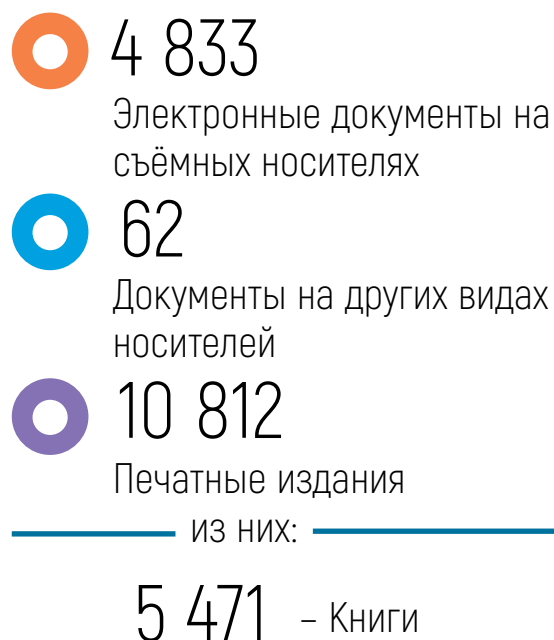 4 833
Электронные документы на
съёмных носителях
62
Документы на других видах
носителей
10 812
Печатные издания
из них:
5 471 – Книги